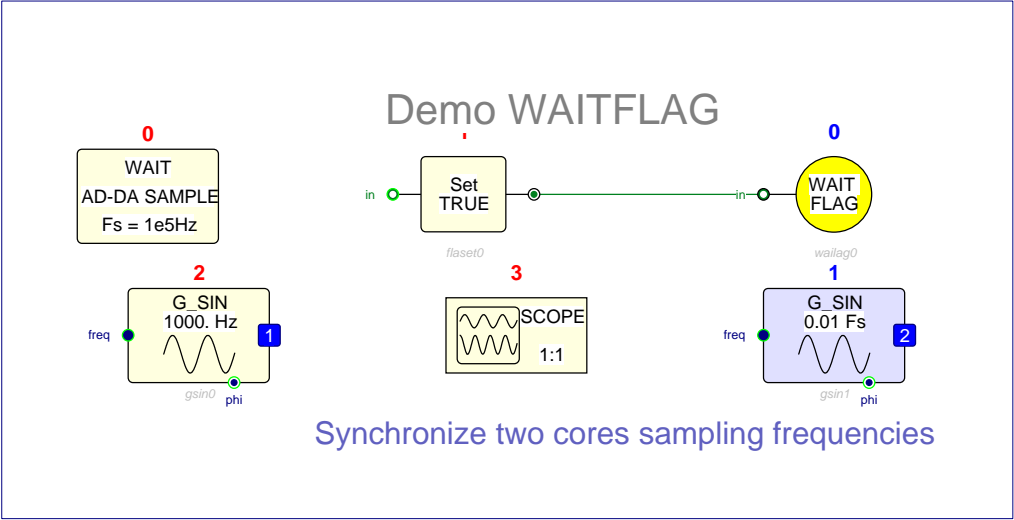 Demo WAITFLAG
0
0
WAIT
AD-DA SAMPLE
Fs = 1e5Hz
in
Set
TRUE
in
WAIT
FLAG
flaset0
wailag0
2
3
1
G_SIN
1000. Hz
freq
1
gsin0
phi
SCOPE
1:1
G_SIN
0.01 Fs
freq
2
gsin1
phi
Synchronize two cores sampling frequencies